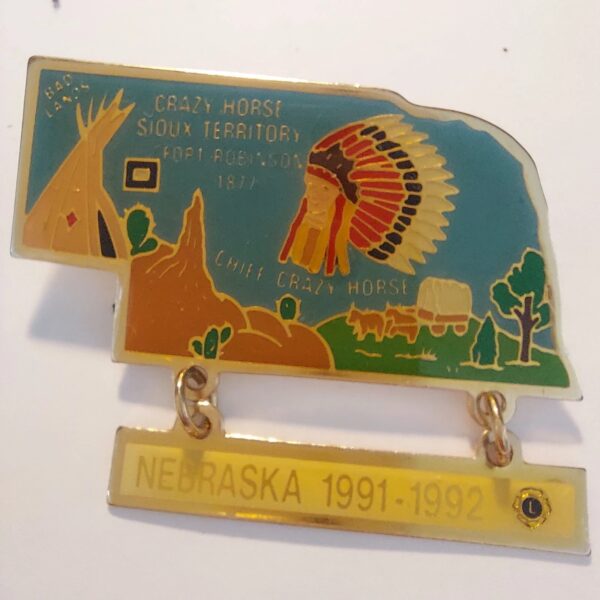 BAD
LANDS
CRAZY HORSE
SIOUX TERRITORY
FORT ROBINSON
1877
CHIEF CRAZY HORSE
NEBRASKA 1991-1992
L